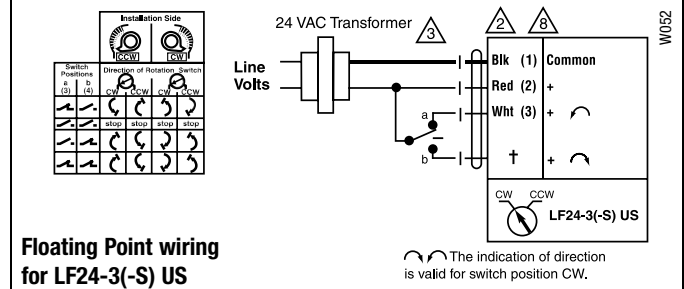 Installation Side
CCW CW
Switch Positions
a (3) b (4)
Direction of Rotation Switch
CW CCW CW CCW
stop stop stop stop
24 VAC Transformer
3
2
8
W052
Line
Volts
Blk (1) Common
Red (2) +
a
Wht (3) +
b
† +
CW CCW
LF24-3(-S) US
Floating Point wiring
for LF24-3(-S) US
The indication of direction
is valid for switch position CW.